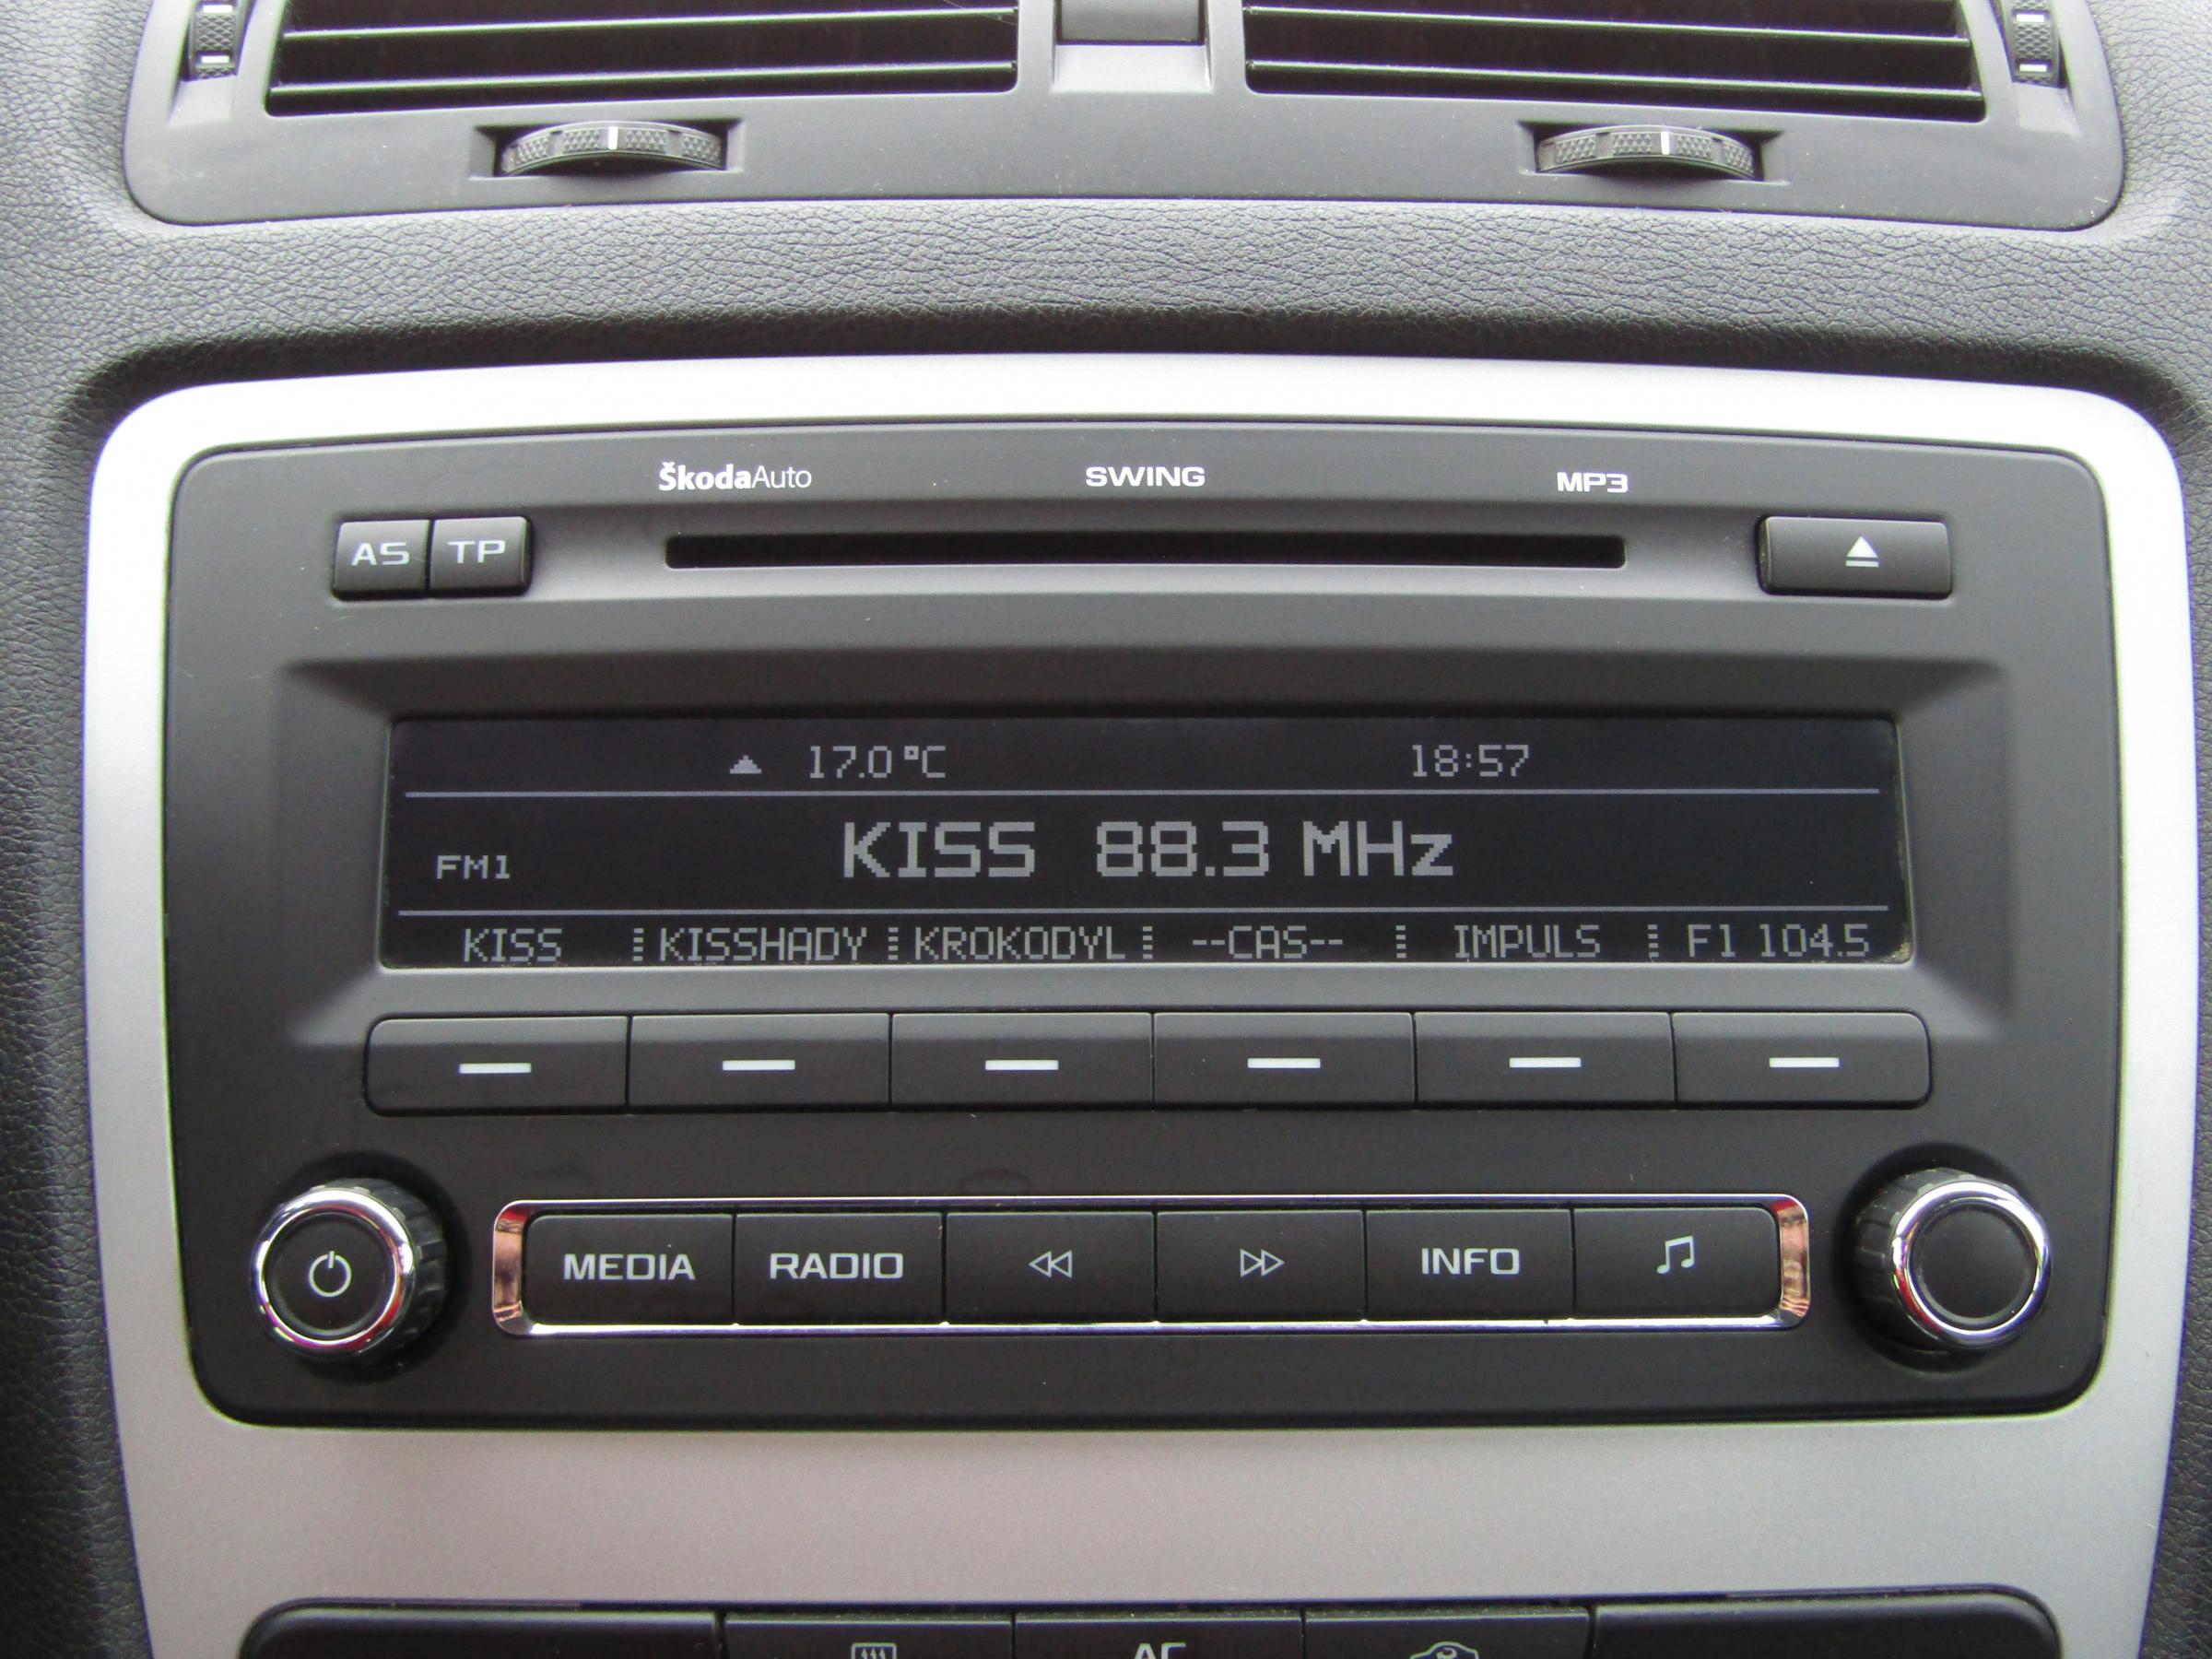 ŠkodaAuto SWING MP3
AS TP
17.0°C 18:57
FM1 KISS 88.3 MHz
KISS KISSHADY KROKODYL --CAS-- IMPULS F1 104.5
MEDIA RADIO INFO
AC